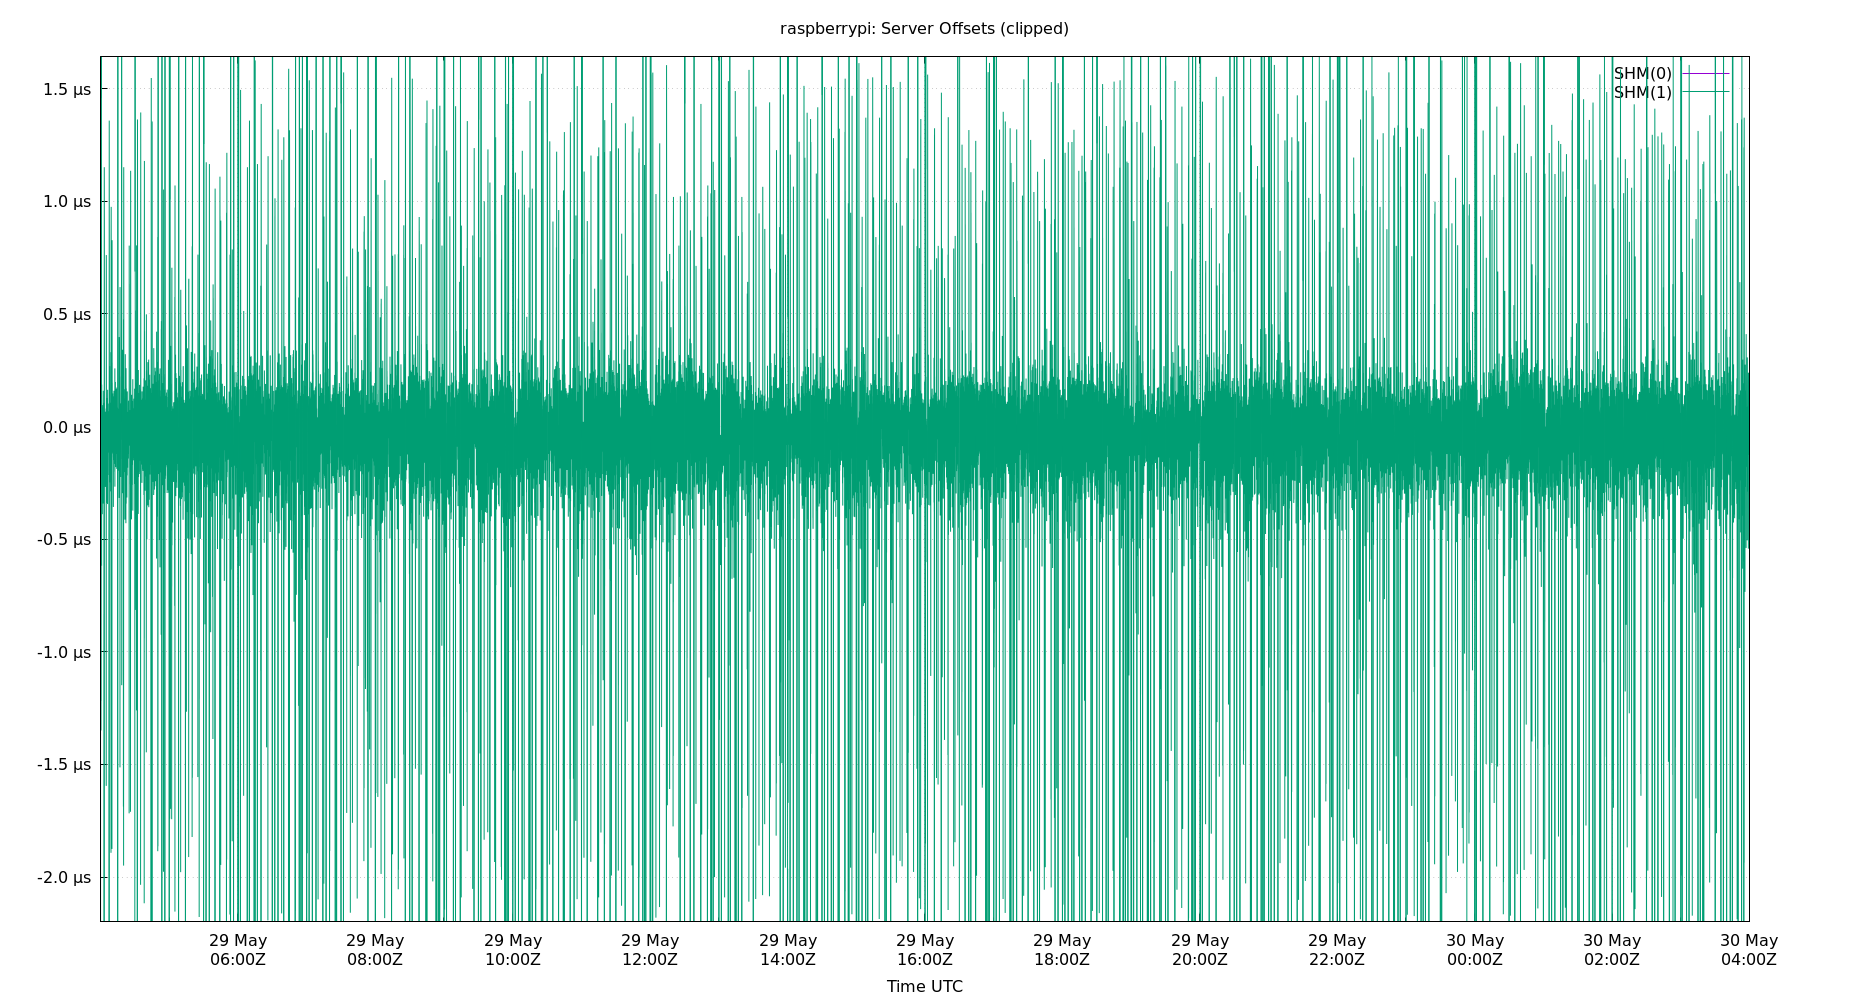 raspberrypi: Server Offsets (clipped)
SHM(0)
SHM(1)
1.5 µs
1.0 µs
0.5 µs
0.0 µs
-0.5 µs
-1.0 µs
-1.5 µs
-2.0 µs
29 May 29 May 29 May 29 May 29 May 29 May 29 May 29 May 29 May 30 May 30 May 30 May
06:00Z 08:00Z 10:00Z 12:00Z 14:00Z 16:00Z 18:00Z 20:00Z 22:00Z 00:00Z 02:00Z 04:00Z
Time UTC